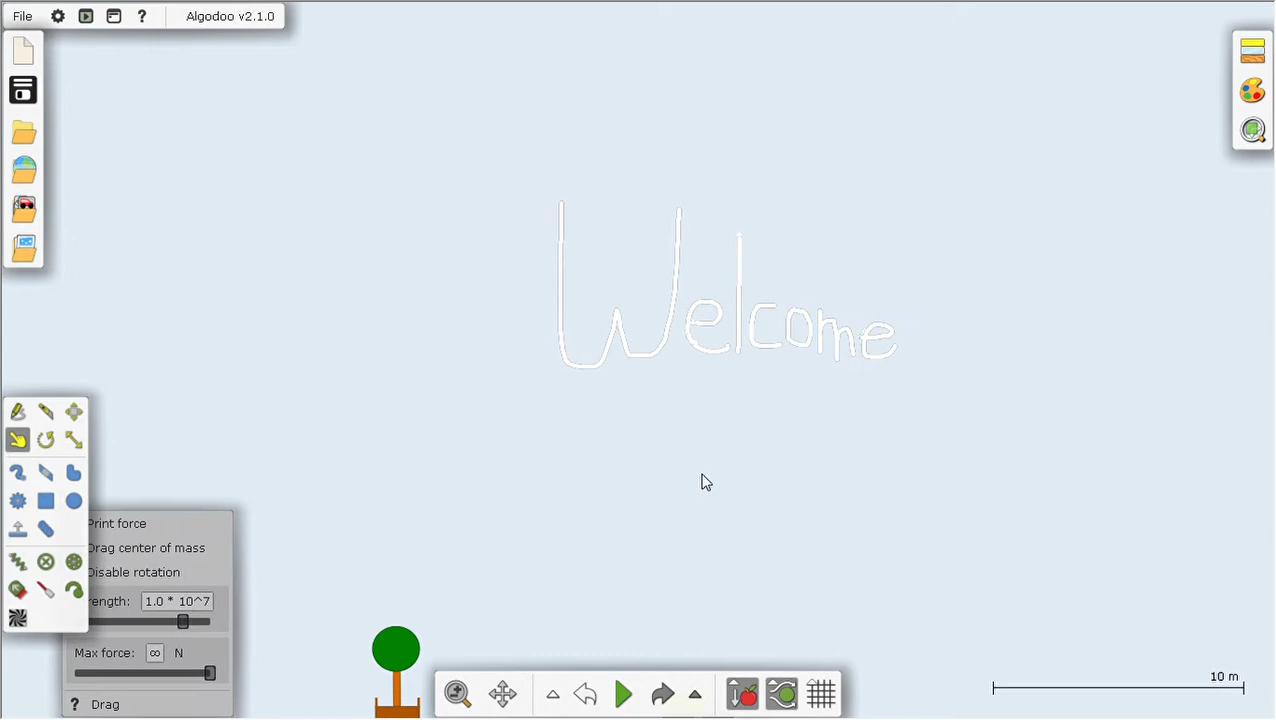 File ? Algodoo v2.1.0
Welcome
Print force
Drag center of mass
Disable rotation
rength: 1.0 * 10^7
Max force: ∞ N
? Drag
10 m